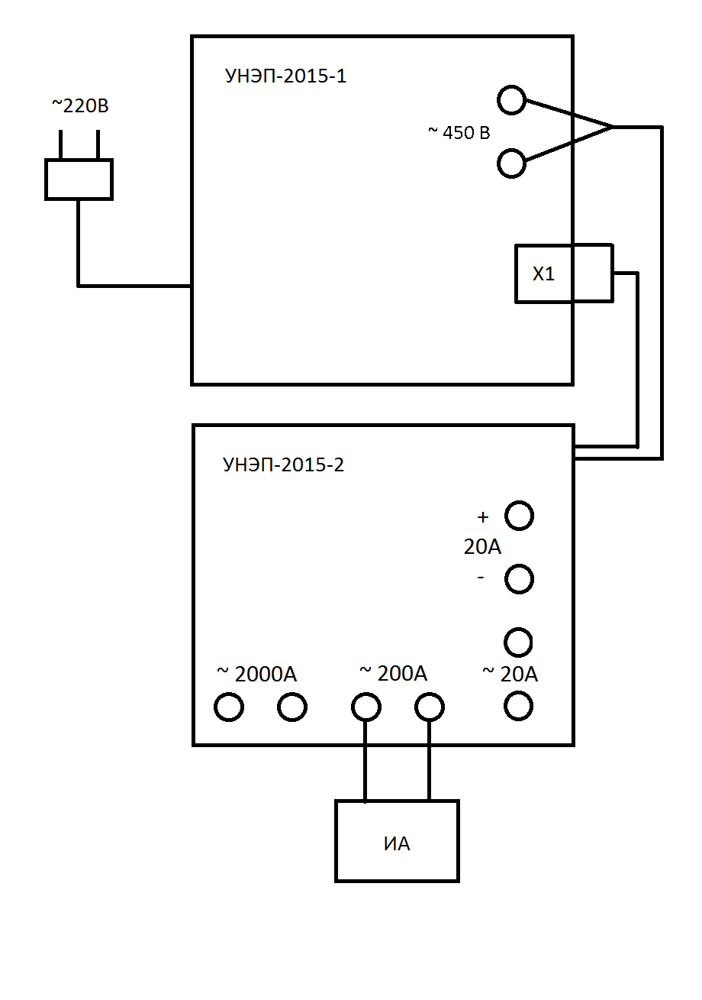 УНЭП-2015-1
~220В
~ 450 В
Х1
УНЭП-2015-2
+
20А
-
~ 2000А
~ 200А
~ 20А
ИА